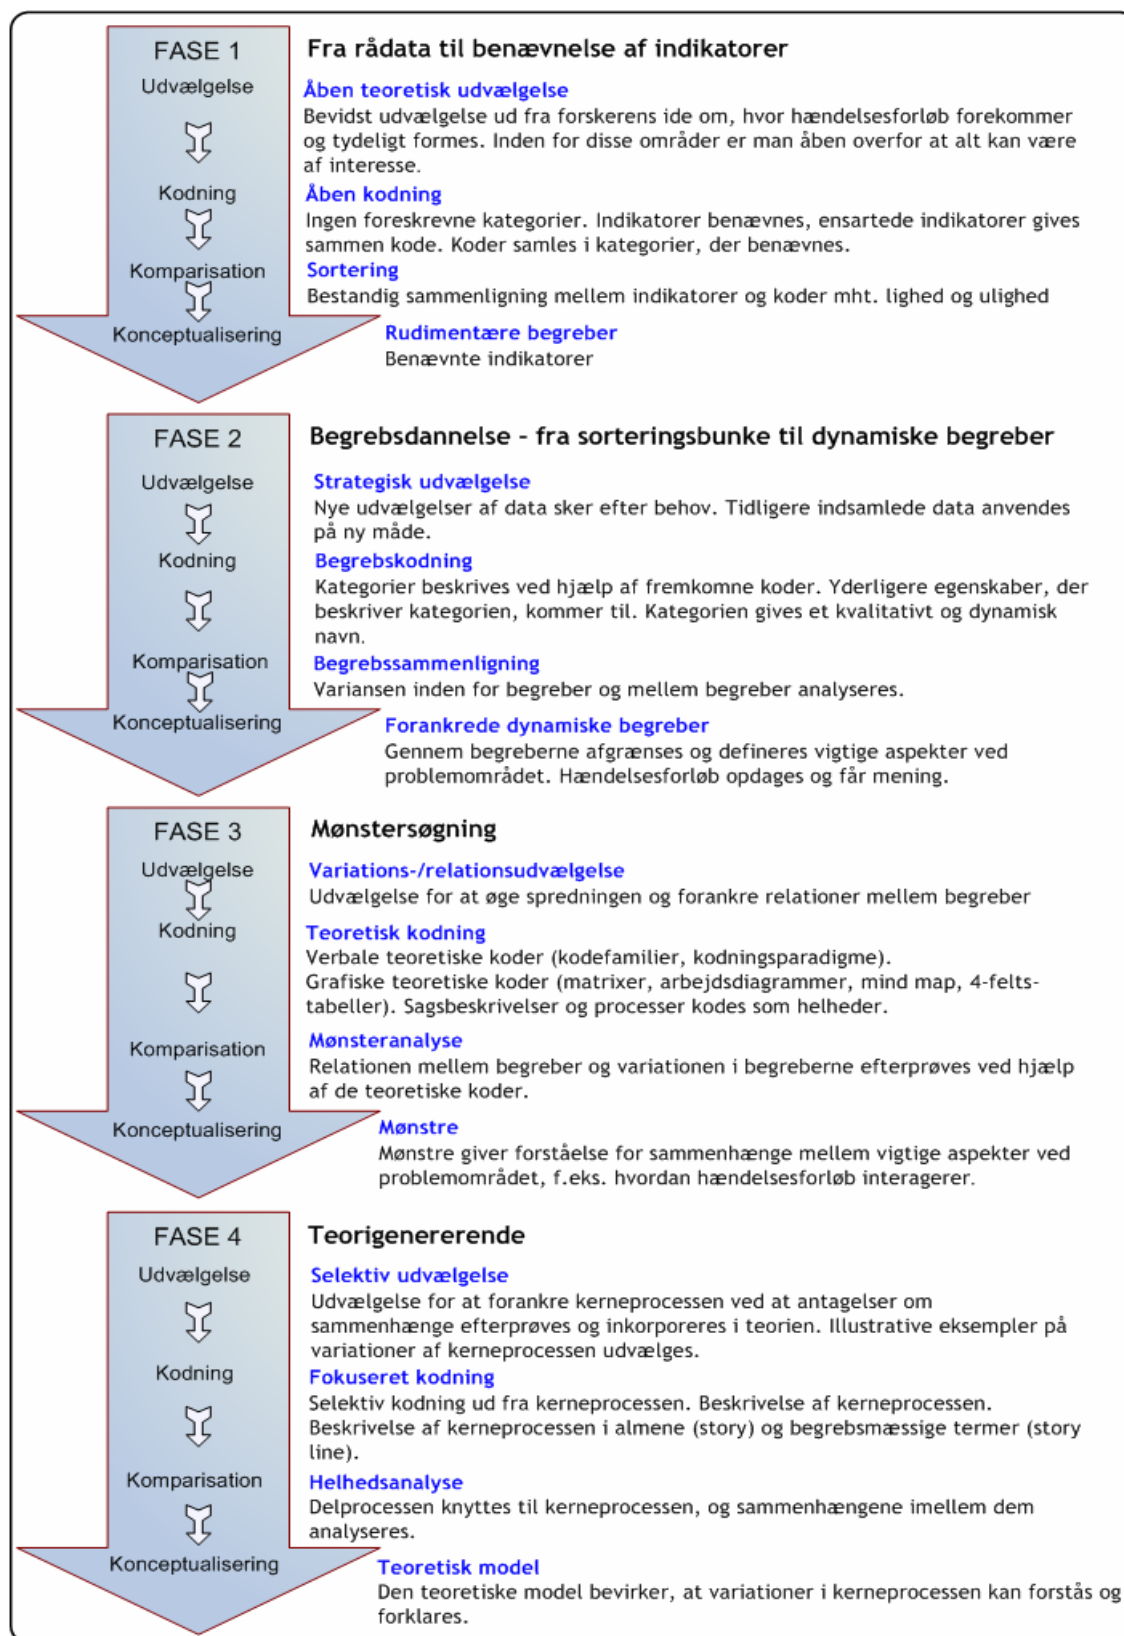 FASE 1
Fra rådata til benævnelse af indikatorer
Udvælgelse
Åben teoretisk udvælgelse
Bevidst udvælgelse ud fra forskerens ide om, hvor hændelsesforløb forekommer
og tydeligt formes. Inden for disse områder er man åben overfor at alt kan være
af interesse.
Kodning
Åben kodning
Ingen foreskrevne kategorier. Indikatorer benævnes, ensartede indikatorer gives
sammen kode. Koder samles i kategorier, der benævnes.
Komparisation
Sortering
Bestandig sammenligning mellem indikatorer og koder mht. lighed og ulighed
Konceptualisering
Rudimentære begreber
Benævnte indikatorer
FASE 2
Begrebsdannelse – fra sorteringsbunke til dynamiske begreber
Udvælgelse
Strategisk udvælgelse
Nye udvælgelser af data sker efter behov. Tidligere indsamlede data anvendes
på ny måde.
Kodning
Begrebskodning
Kategorier beskrives ved hjælp af fremkomne koder. Yderligere egenskaber, der
beskriver kategorien, kommer til. Kategorien gives et kvalitativt og dynamisk
navn.
Komparisation
Begrebssammenligning
Variansen inden for begreber og mellem begreber analyseres.
Konceptualisering
Forankrede dynamiske begreber
Gennem begreberne afgrænses og defineres vigtige aspekter ved
problemområdet. Hændelsesforløb opdages og får mening.
FASE 3
Mønstersøgning
Udvælgelse
Variations-/relationsudvælgelse
Udvælgelse for at øge spredningen og forankre relationer mellem begreber
Kodning
Teoretisk kodning
Verbale teoretiske koder (kodefamilier, kodningsparadigme).
Grafiske teoretiske koder (matrixer, arbejdsdiagrammer, mind map, 4-felts-
tabeller). Sagsbeskrivelser og processer kodes som helheder.
Komparisation
Mønsteranalyse
Relationen mellem begreber og variationen i begreberne efterprøves ved hjælp
af de teoretiske koder.
Konceptualisering
Mønstre
Mønstre giver forståelse for sammenhænge mellem vigtige aspekter ved
problemområdet, f.eks. hvordan hændelsesforløb interagerer.
FASE 4
Teorigenererende
Udvælgelse
Selektiv udvælgelse
Udvælgelse for at forankre kerneprocessen ved at antagelser om
sammenhænge efterprøves og inkorporeres i teorien. Illustrative eksempler på
variationer af kerneprocessen udvælges.
Kodning
Fokuseret kodning
Selektiv kodning ud fra kerneprocessen. Beskrivelse af kerneprocessen.
Beskrivelse af kerneprocessen i almene (story) og begrebsmæssige termer (story
line).
Komparisation
Helhedsanalyse
Delprocessen knyttes til kerneprocessen, og sammenhængene imellem dem
analyseres.
Konceptualisering
Teoretisk model
Den teoretiske model bevirker, at variationer i kerneprocessen kan forstås og
forklares.